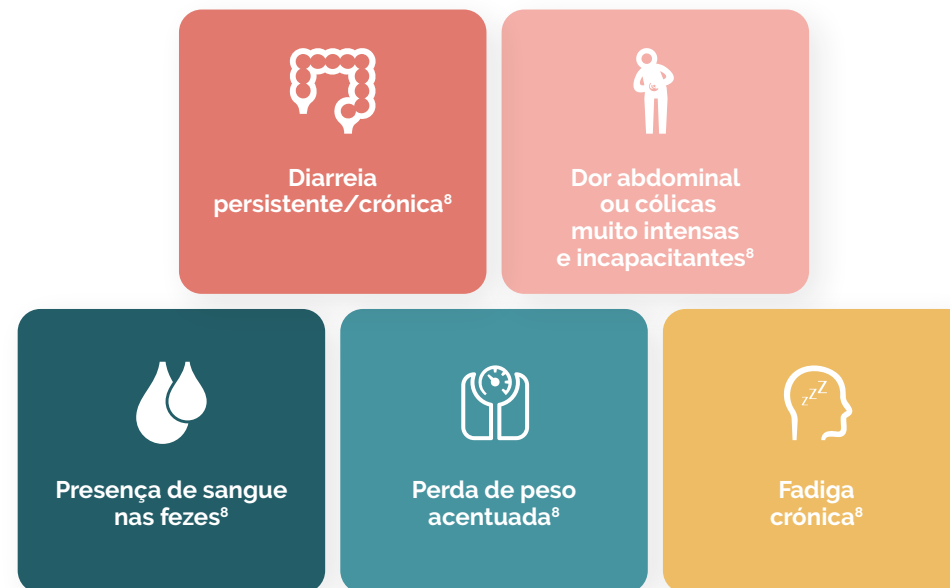 Diarreia
persistente/crónica⁸
Dor abdominal
ou cólicas
muito intensas
e incapacitantes⁸
Presença de sangue
nas fezes⁸
Perda de peso
acentuada⁸
zzZ
Fadiga
crónica⁸